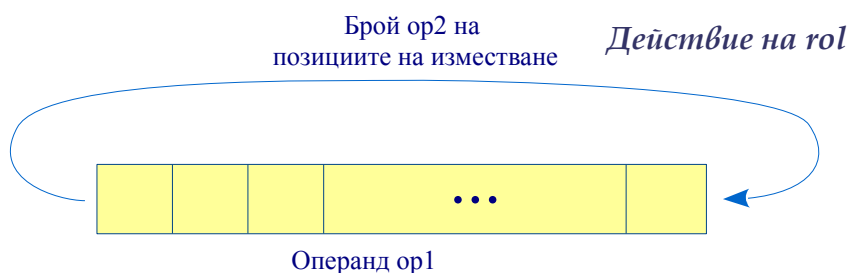 Брой op2 на
позициите на изместване
Действие на rol
...
Операнд op1